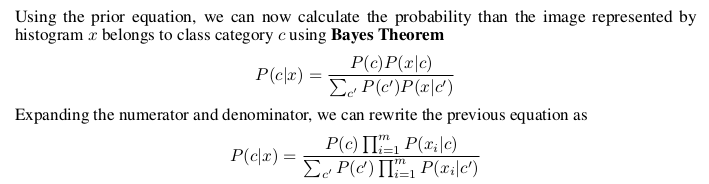 Using the prior equation, we can now calculate the probability than the image represented by
histogram x belongs to class category c using Bayes Theorem
P(c|x) = \frac{P(c)P(x|c)}{\sum_{c'} P(c')P(x|c')}
Expanding the numerator and denominator, we can rewrite the previous equation as
P(c|x) = \frac{P(c) \prod_{i=1}^{m} P(x_i|c)}{\sum_{c'} P(c') \prod_{i=1}^{m} P(x_i|c')}